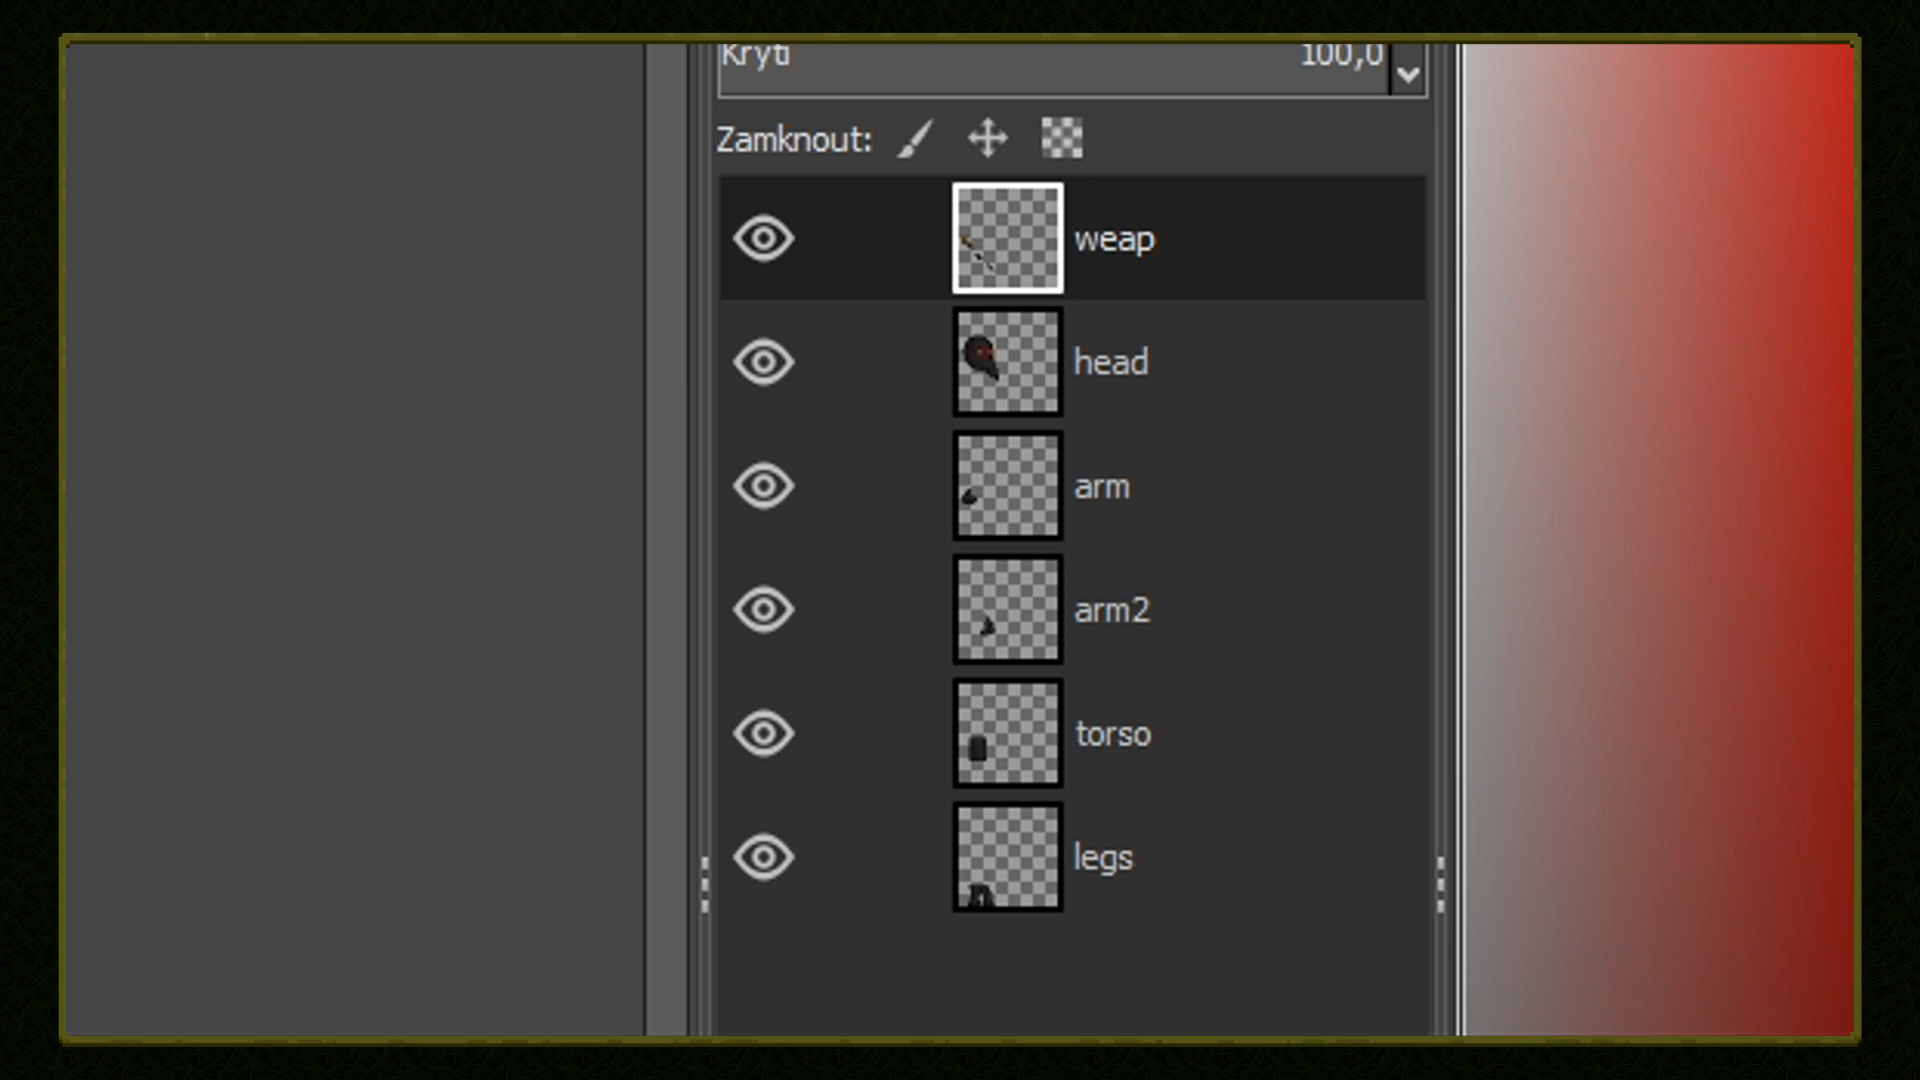 Krytí 100,0
Zamknout:
weap
head
arm
arm2
torso
legs